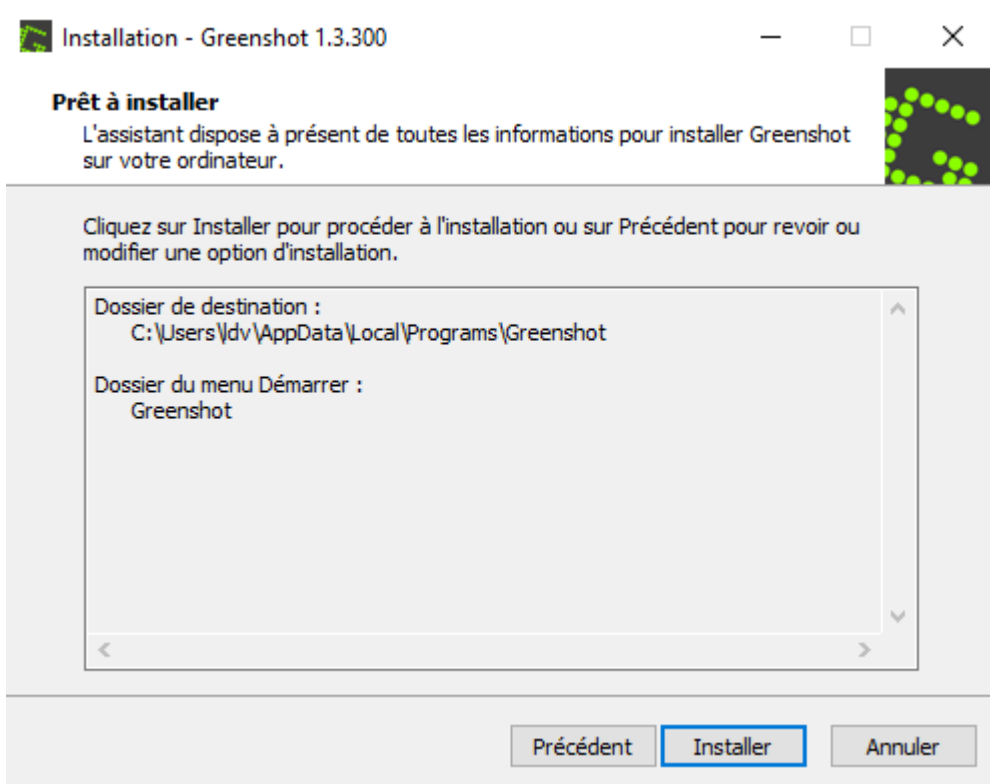 Installation - Greenshot 1.3.300
Prêt à installer
L'assistant dispose à présent de toutes les informations pour installer Greenshot
sur votre ordinateur.
Cliquez sur Installer pour procéder à l'installation ou sur Précédent pour revoir ou
modifier une option d'installation.
Dossier de destination :
C:\Users\ldv\AppData\Local\Programs\Greenshot
Dossier du menu Démarrer :
Greenshot
Précédent Installer Annuler